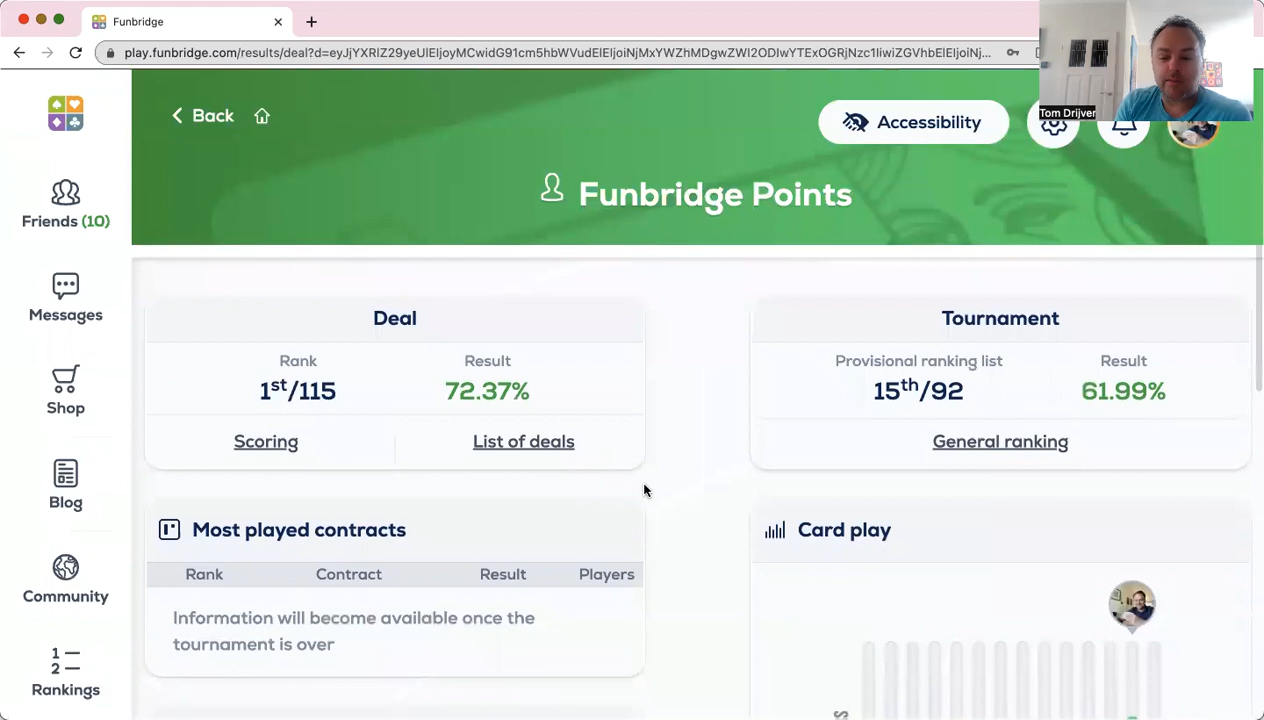 Funbridge
play.funbridge.com/results/deal?d=eyJjYXRlZ29yeUlEIjoyMCwidG91cm5hbWVudElEIjoiNjMxYWZhMDgwZWI2ODIwYTExOGRjNzc1IiwiZGVhbElEIjoiNj...
Tom Drijver
Back
Accessibility
Funbridge Points
Friends (10)
Messages
Shop
Blog
Community
1
2
Rankings
Deal
Rank
Result
1st/115
72.37%
Scoring
List of deals
Tournament
Provisional ranking list
Result
15th/92
61.99%
General ranking
Most played contracts
Rank
Contract
Result
Players
Information will become available once the
tournament is over
Card play